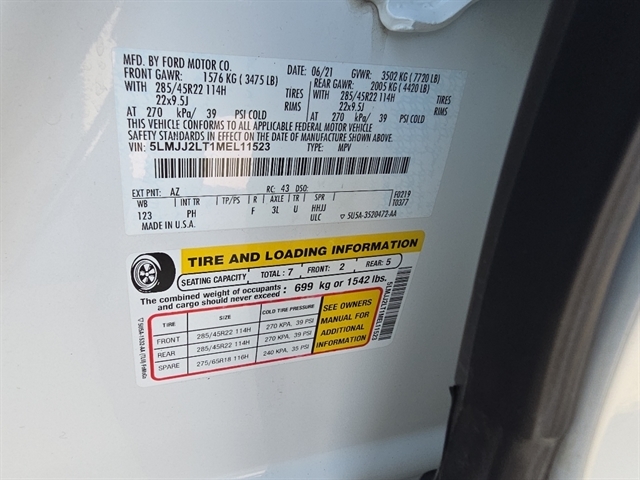 MFD. BY FORD MOTOR CO.
DATE: 06/21 GVWR: 3502 KG (7720 LB)
FRONT GAWR: 1576 KG (3475 LB) REAR GAWR: 2005 KG (4420 LB)
WITH 285/45R22 114H TIRES WITH 285/45R22 114H TIRES
22x9.5J RIMS 22x9.5J RIMS
AT 270 kPa/ 39 PSI COLD AT 270 kPa/ 39 PSI COLD
THIS VEHICLE CONFORMS TO ALL APPLICABLE FEDERAL MOTOR VEHICLE
SAFETY STANDARDS IN EFFECT ON THE DATE OF MANUFACTURE SHOWN ABOVE.
VIN: 5LMJJ2LT1MEL11523 TYPE: MPV
EXT PNT: AZ RC: 43 DSO: F0219
WB INT TR TP/PS R AXLE TR SPR 10377
123 PH F 3L U HHJJ
MADE IN U.S.A. ULC ▽ 5U5A-3520472-AA
TIRE AND LOADING INFORMATION
SEATING CAPACITY TOTAL: 7 FRONT: 2 REAR: 5
The combined weight of occupants and cargo should never exceed: 699 kg or 1542 lbs.
TIRE SIZE COLD TIRE PRESSURE
FRONT 285/45R22 114H 270 KPA, 39 PSI
REAR 285/45R22 114H 270 KPA, 39 PSI
SPARE 275/65R18 116H 240 KPA, 35 PSI
SEE OWNERS
MANUAL FOR
ADDITIONAL
INFORMATION
5LMJJ2LT1MEL11523